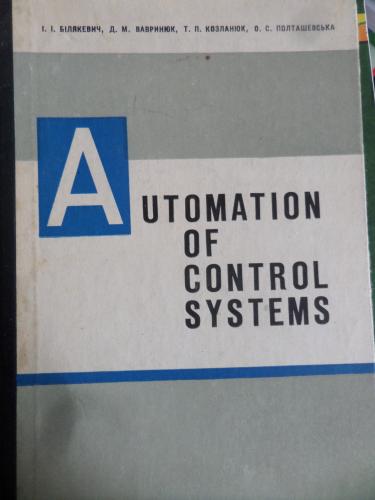 І. І. БІЛЯКЕВИЧ, Д. М. ВАВРИНЮК, Т. П. КОЗЛАНЮК, О. С. ПОЛТАШЕВСЬКА
AUTOMATION
OF
CONTROL
SYSTEMS